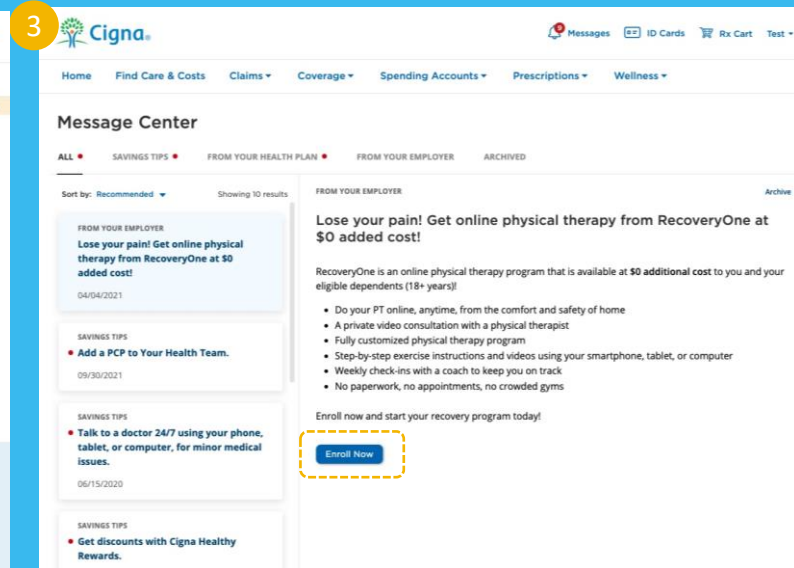 3
Cigna.
9
Messages ID Cards Rx Cart Test
Home Find Care & Costs Claims Coverage Spending Accounts Prescriptions Wellness
Message Center
ALL SAVINGS TIPS FROM YOUR HEALTH PLAN FROM YOUR EMPLOYER ARCHIVED
Sort by: Recommended Showing 10 results
FROM YOUR EMPLOYER
Lose your pain! Get online physical
therapy from RecoveryOne at $0
added cost!
04/04/2021
SAVINGS TIPS
Add a PCP to Your Health Team.
09/30/2021
SAVINGS TIPS
Talk to a doctor 24/7 using your phone,
tablet, or computer, for minor medical
issues.
06/15/2020
SAVINGS TIPS
Get discounts with Cigna Healthy
Rewards.
FROM YOUR EMPLOYER Archive
Lose your pain! Get online physical therapy from RecoveryOne at
$0 added cost!
RecoveryOne is an online physical therapy program that is available at $0 additional cost to you and your
eligible dependents (18+ years)!
• Do your PT online, anytime, from the comfort and safety of home
• A private video consultation with a physical therapist
• Fully customized physical therapy program
• Step-by-step exercise instructions and videos using your smartphone, tablet, or computer
• Weekly check-ins with a coach to keep you on track
• No paperwork, no appointments, no crowded gyms
Enroll now and start your recovery program today!
Enroll Now